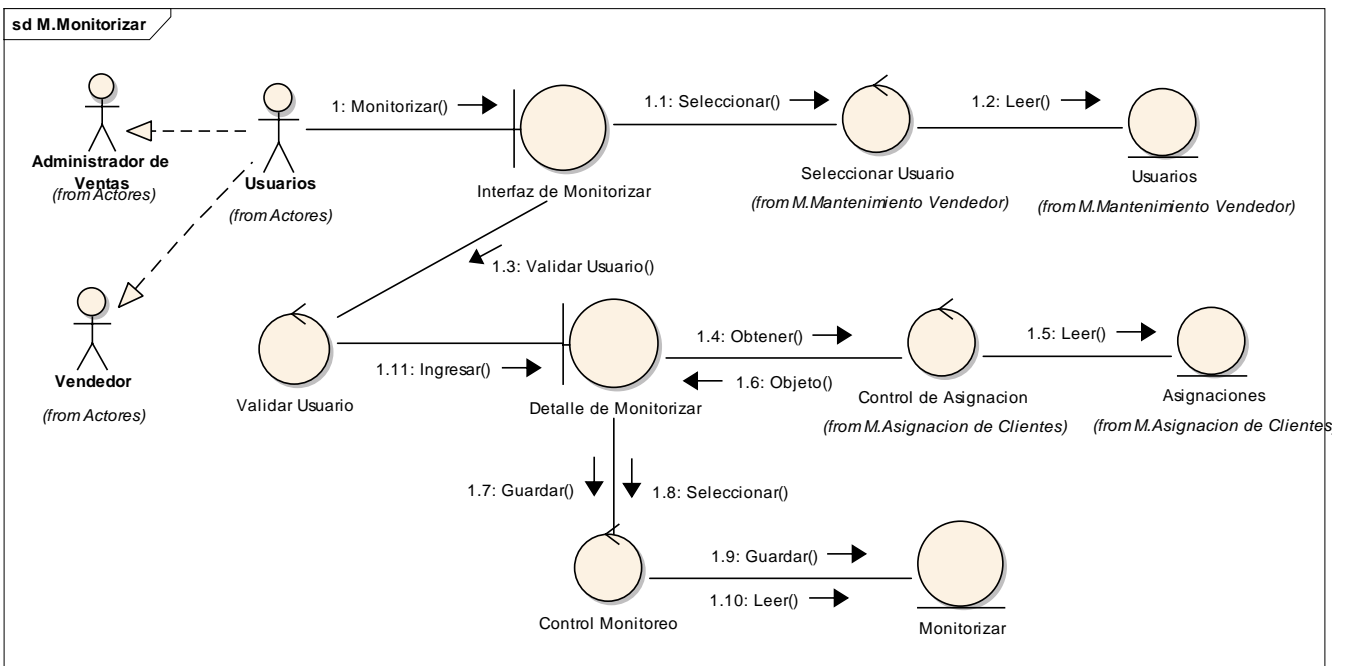 sd M.Monitorizar
1: Monitorizar()
1.1: Seleccionar()
1.2: Leer()
Administrador de
Ventas
(from Actores)
Usuarios
(from Actores)
Interfaz de Monitorizar
Seleccionar Usuario
(from M.Mantenimiento Vendedor)
Usuarios
(from M.Mantenimiento Vendedor)
1.3: Validar Usuario()
Vendedor
(from Actores)
Validar Usuario
1.11: Ingresar()
Detalle de Monitorizar
1.4: Obtener()
1.6: Objeto()
Control de Asignacion
(from M.Asignacion de Clientes)
1.5: Leer()
Asignaciones
(from M.Asignacion de Clientes
1.7: Guardar()
1.8: Seleccionar()
Control Monitoreo
1.9: Guardar()
1.10: Leer()
Monitorizar